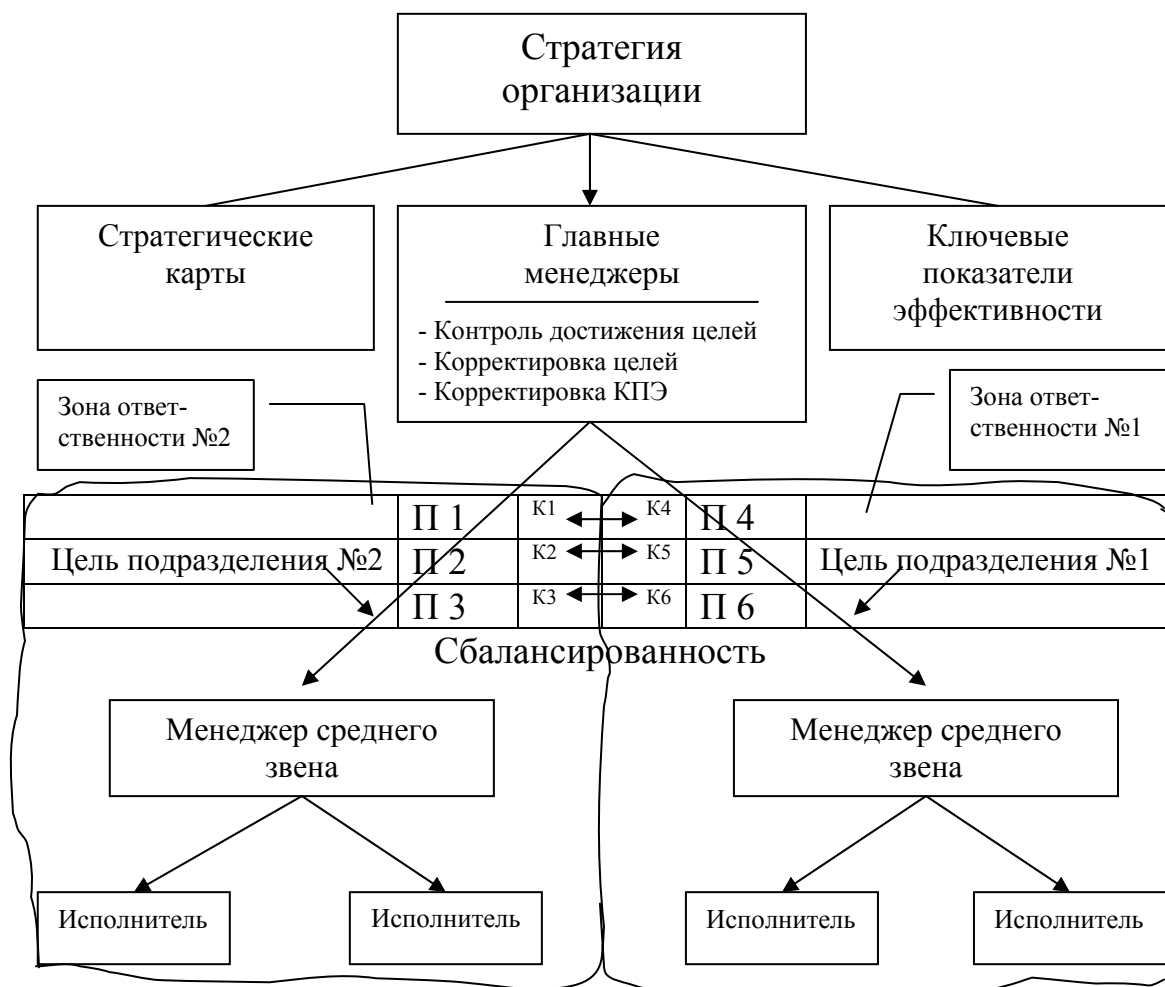 Стратегия
организации
Стратегические
карты
Главные
менеджеры
- Контроль достижения целей
- Корректировка целей
- Корректировка КПЭ
Ключевые
показатели
эффективности
Зона ответ-
ственности №2
Зона ответ-
ственности №1
П 1 К1 К4 П 4
Цель подразделения №2 П 2 К2 К5 П 5 Цель подразделения №1
П 3 К3 К6 П 6
Сбалансированность
Менеджер среднего
звена
Менеджер среднего
звена
Исполнитель Исполнитель Исполнитель Исполнитель